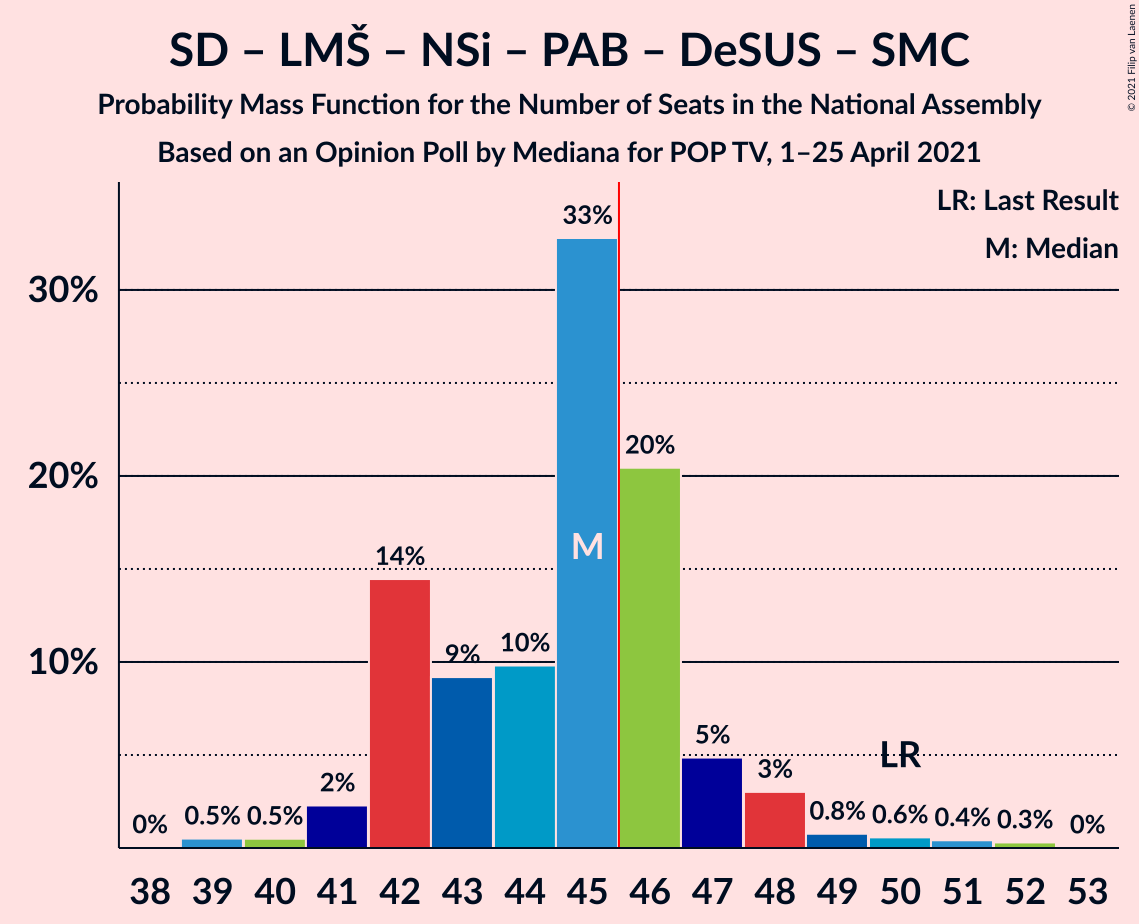 SD – LMŠ – NSi – PAB – DeSUS – SMC
Probability Mass Function for the Number of Seats in the National Assembly
Based on an Opinion Poll by Mediana for POP TV, 1–25 April 2021
© 2021 Filip van Laenen
LR: Last Result
M: Median
30%
20%
10%
0%
0.5%
0.5%
2%
14%
9%
10%
33%
M
20%
5%
3%
0.8%
LR
0.6%
0.4%
0.3%
0%
38 39 40 41 42 43 44 45 46 47 48 49 50 51 52 53